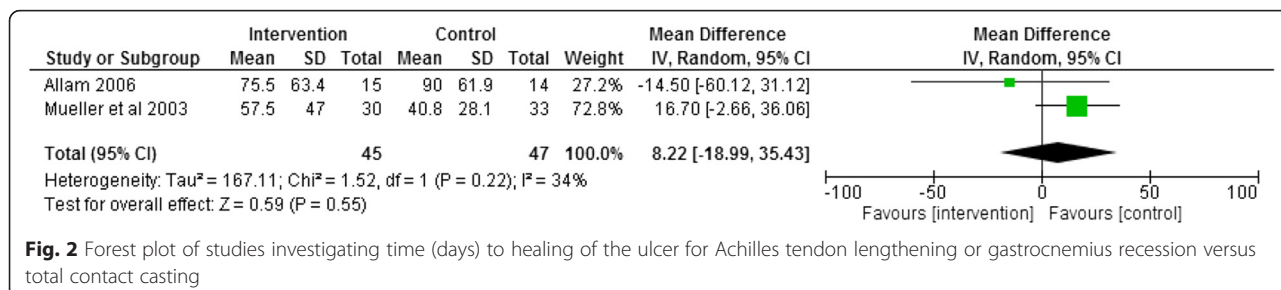 Intervention Control Mean Difference Mean Difference
Study or Subgroup Mean SD Total Mean SD Total Weight IV, Random, 95% CI IV, Random, 95% CI
Allam 2006 75.5 63.4 15 90 61.9 14 27.2% -14.50 [-60.12, 31.12]
Mueller et al 2003 57.5 47 30 40.8 28.1 33 72.8% 16.70 [-2.66, 36.06]
Total (95% CI) 45 47 100.0% 8.22 [-18.99, 35.43]
Heterogeneity: Tau² = 167.11; Chi² = 1.52, df = 1 (P = 0.22); I² = 34%
Test for overall effect: Z = 0.59 (P = 0.55)
-100 -50 0 50 100
Favours [intervention] Favours [control]
Fig. 2 Forest plot of studies investigating time (days) to healing of the ulcer for Achilles tendon lengthening or gastrocnemius recession versus
total contact casting